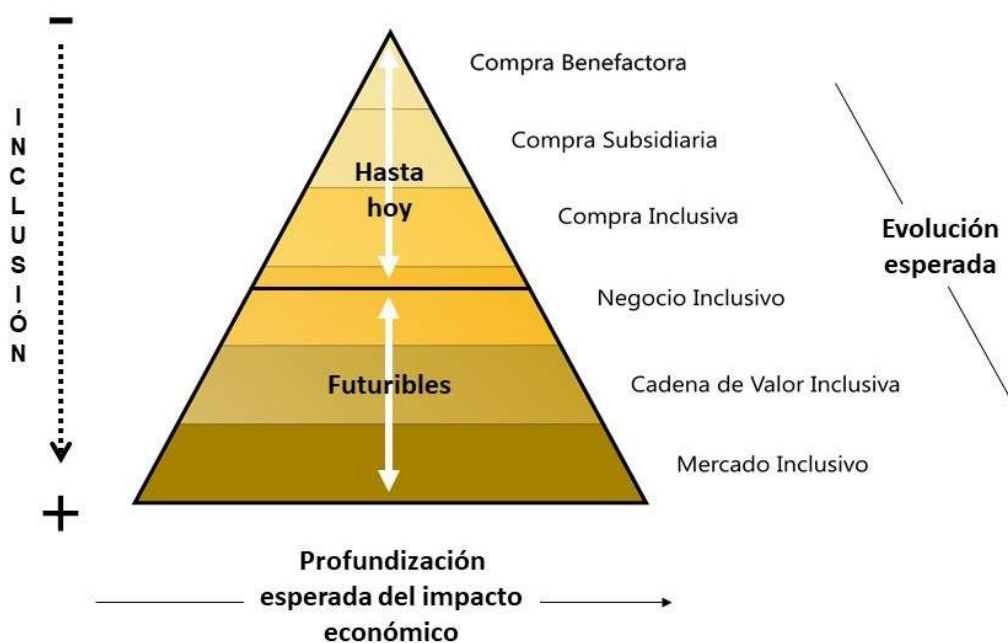 -
INCLUSIÓN
+
Compra Benefactora
Compra Subsidiaria
Hasta
hoy
Compra Inclusiva
Negocio Inclusivo
Futuribles
Cadena de Valor Inclusiva
Mercado Inclusivo
Evolución
esperada
Profundización
esperada del impacto
económico